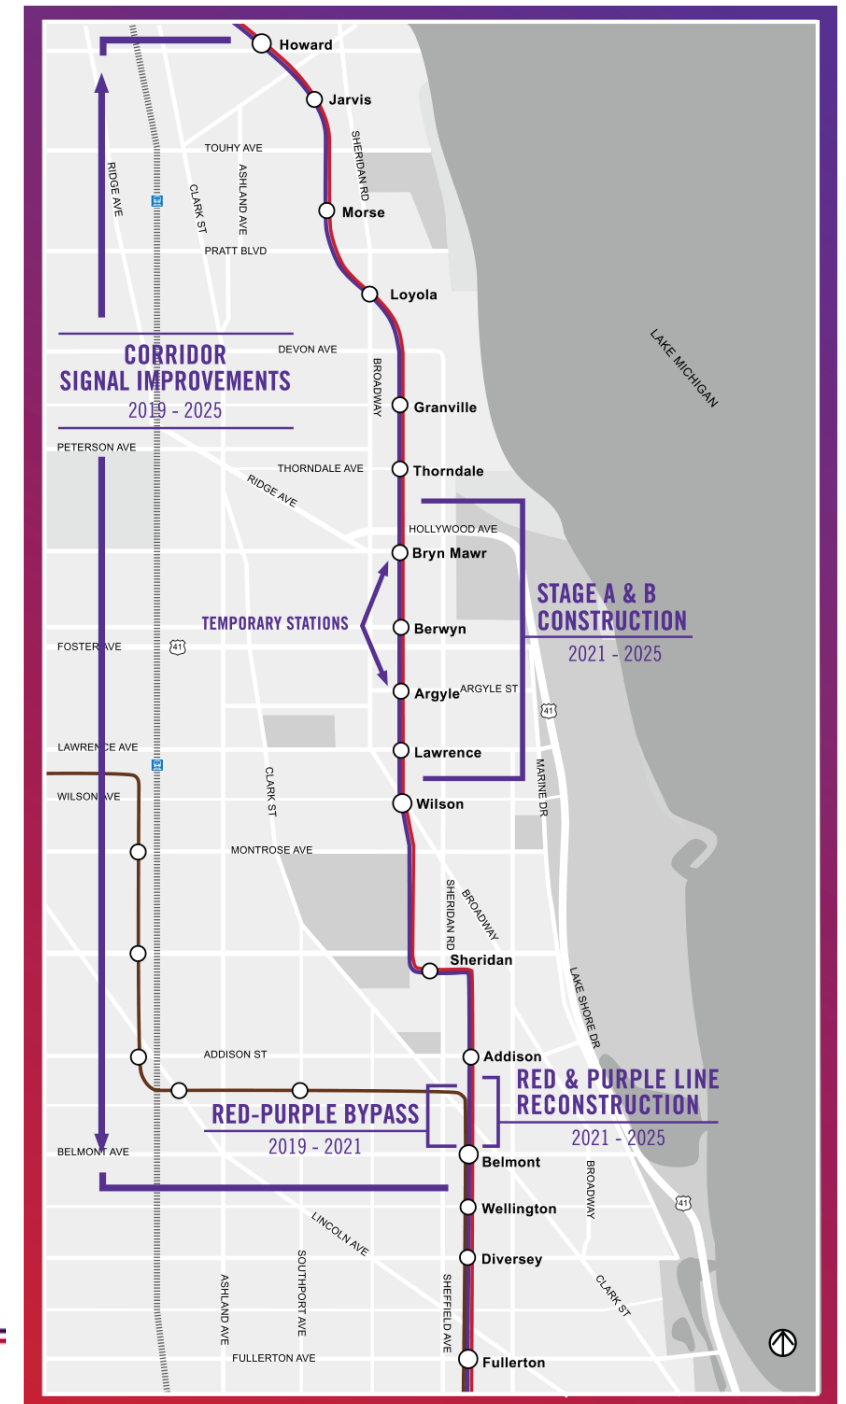 Howard
Jarvis
TOUHY AVE
SHERIDAN RD
RIDGE AVE
CLARK ST
ASHLAND AVE
Morse
PRATT BLVD
Loyola
LAKE MICHIGAN
CORRIDOR
SIGNAL IMPROVEMENTS
2019 - 2025
DEVON AVE
BROADWAY
Granville
PETERSON AVE
THORNDALE AVE
Thorndale
RIDGE AVE
HOLLYWOOD AVE
Bryn Mawr
STAGE A & B
CONSTRUCTION
2021 - 2025
TEMPORARY STATIONS
Berwyn
FOSTER AVE
41
Argyle
ARGYLE ST
41
LAWRENCE AVE
Lawrence
MARINE DR
WILSON AVE
CLARK ST
Wilson
MONTROSE AVE
SHERIDAN RD
BROADWAY
Sheridan
LAKE SHORE DR
ADDISON ST
Addison
RED & PURPLE LINE
RECONSTRUCTION
2021 - 2025
RED-PURPLE BYPASS
2019 - 2021
BELMONT AVE
Belmont
BROADWAY
41
Wellington
LINCOLN AVE
Diversey
SOUTHPORT AVE
ASHLAND AVE
SHEFFIELD AVE
CLARK ST
FULLERTON AVE
Fullerton